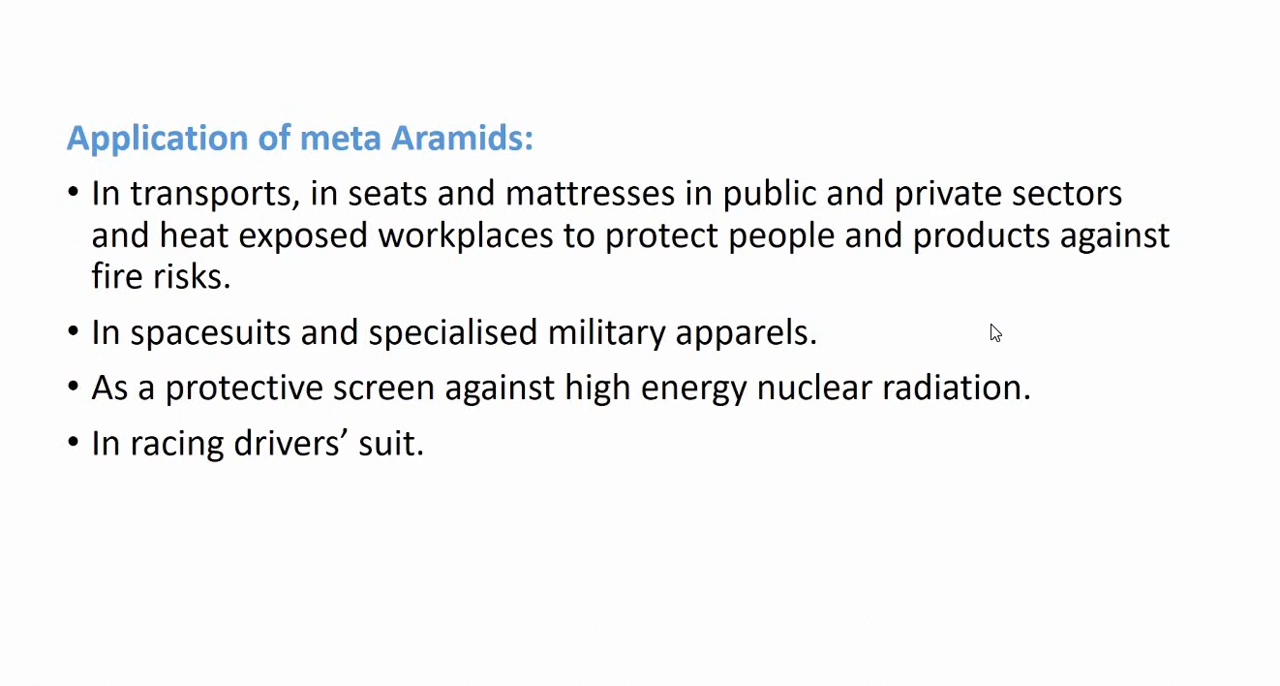 Application of meta Aramids:
• In transports, in seats and mattresses in public and private sectors
and heat exposed workplaces to protect people and products against
fire risks.
• In spacesuits and specialised military apparels.
• As a protective screen against high energy nuclear radiation.
• In racing drivers’ suit.